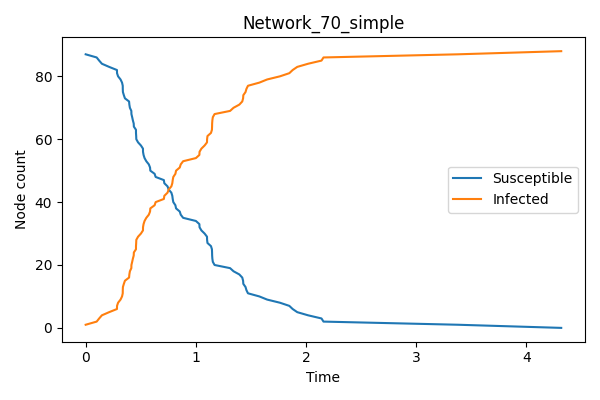 Network_70_simple
Node count
80
60
40
20
0
Susceptible
Infected
0 1 2 3 4
Time